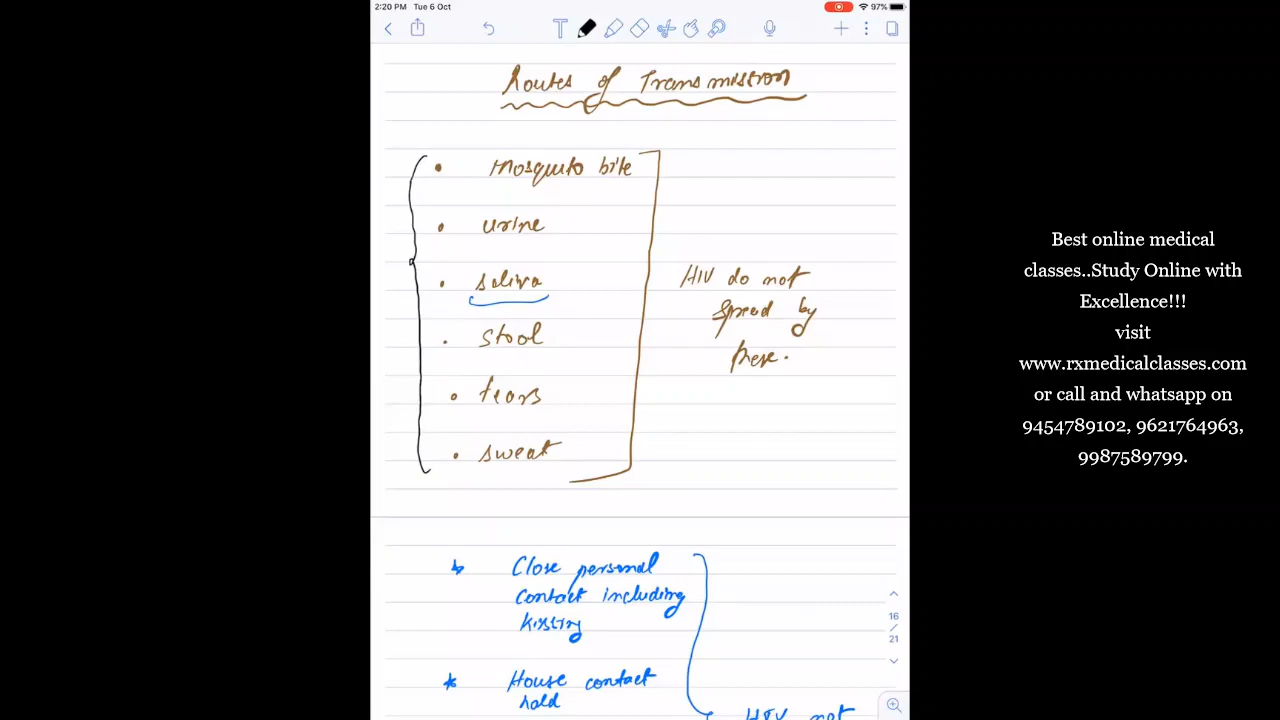 2:20 PM Tue 6 Oct
97%
Routes of Transmission
• Mosquito bite
• urine
• saliva
• stool
• tears
• sweat
HIV do not
spread by
these.
Close personal
contact including
kissing
* House contact
hold
HIV not
16
/
21
Best online medical
classes..Study Online with
Excellence!!!
visit
www.rxmedicalclasses.com
or call and whatsapp on
9454789102, 9621764963,
9987589799.